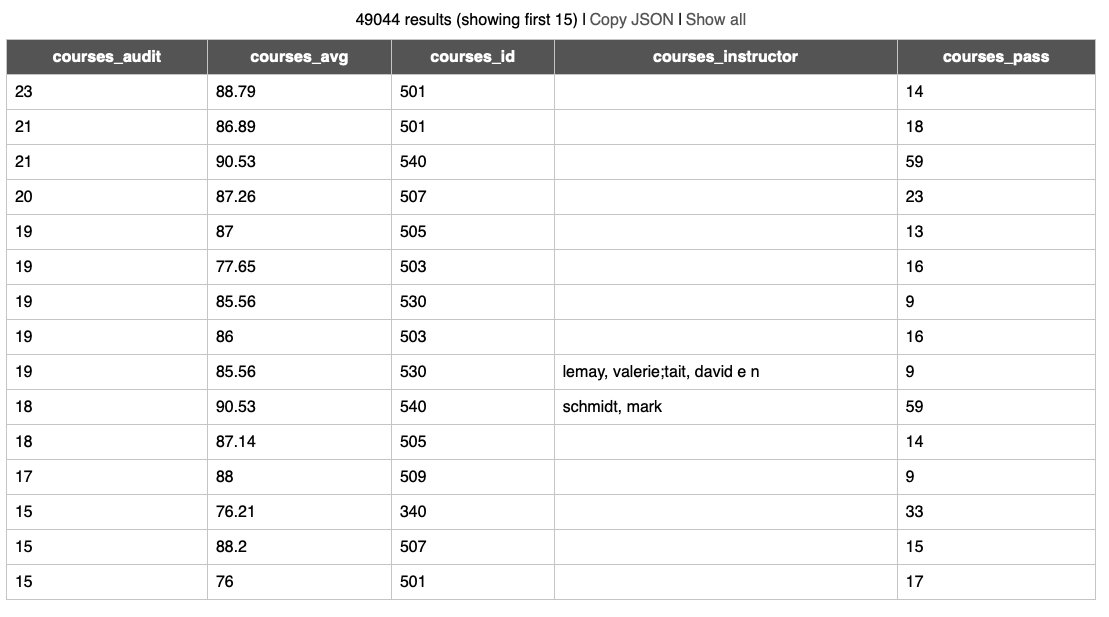 49044 results (showing first 15) | Copy JSON | Show all
courses_audit courses_avg courses_id courses_instructor courses_pass
23 88.79 501 14
21 86.89 501 18
21 90.53 540 59
20 87.26 507 23
19 87 505 13
19 77.65 503 16
19 85.56 530 9
19 86 503 16
19 85.56 530 lemay, valerie;tait, david e n 9
18 90.53 540 schmidt, mark 59
18 87.14 505 14
17 88 509 9
15 76.21 340 33
15 88.2 507 15
15 76 501 17